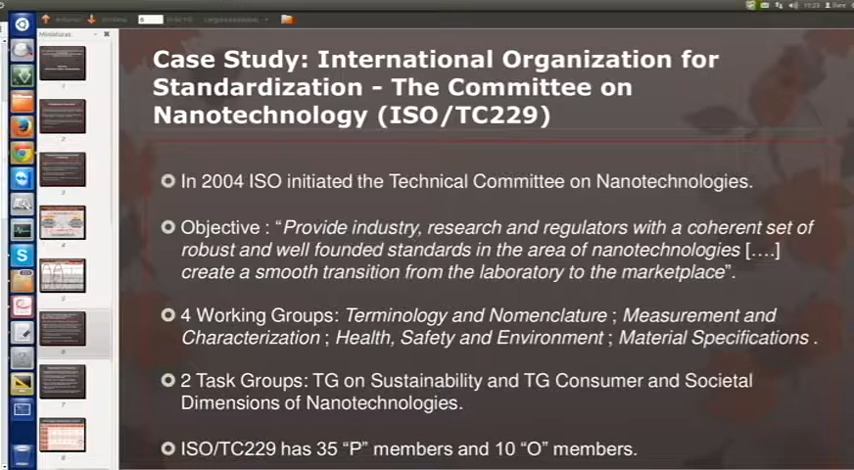 Miniaturas
Case Study: International Organization for
Standardization - The Committee on
Nanotechnology (ISO/TC229)
In 2004 ISO initiated the Technical Committee on Nanotechnologies.
Objective : “Provide industry, research and regulators with a coherent set of
robust and well founded standards in the area of nanotechnologies [….]
create a smooth transition from the laboratory to the marketplace”.
4 Working Groups: Terminology and Nomenclature ; Measurement and
Characterization ; Health, Safety and Environment ; Material Specifications .
2 Task Groups: TG on Sustainability and TG Consumer and Societal
Dimensions of Nanotechnologies.
ISO/TC229 has 35 “P” members and 10 “O” members.